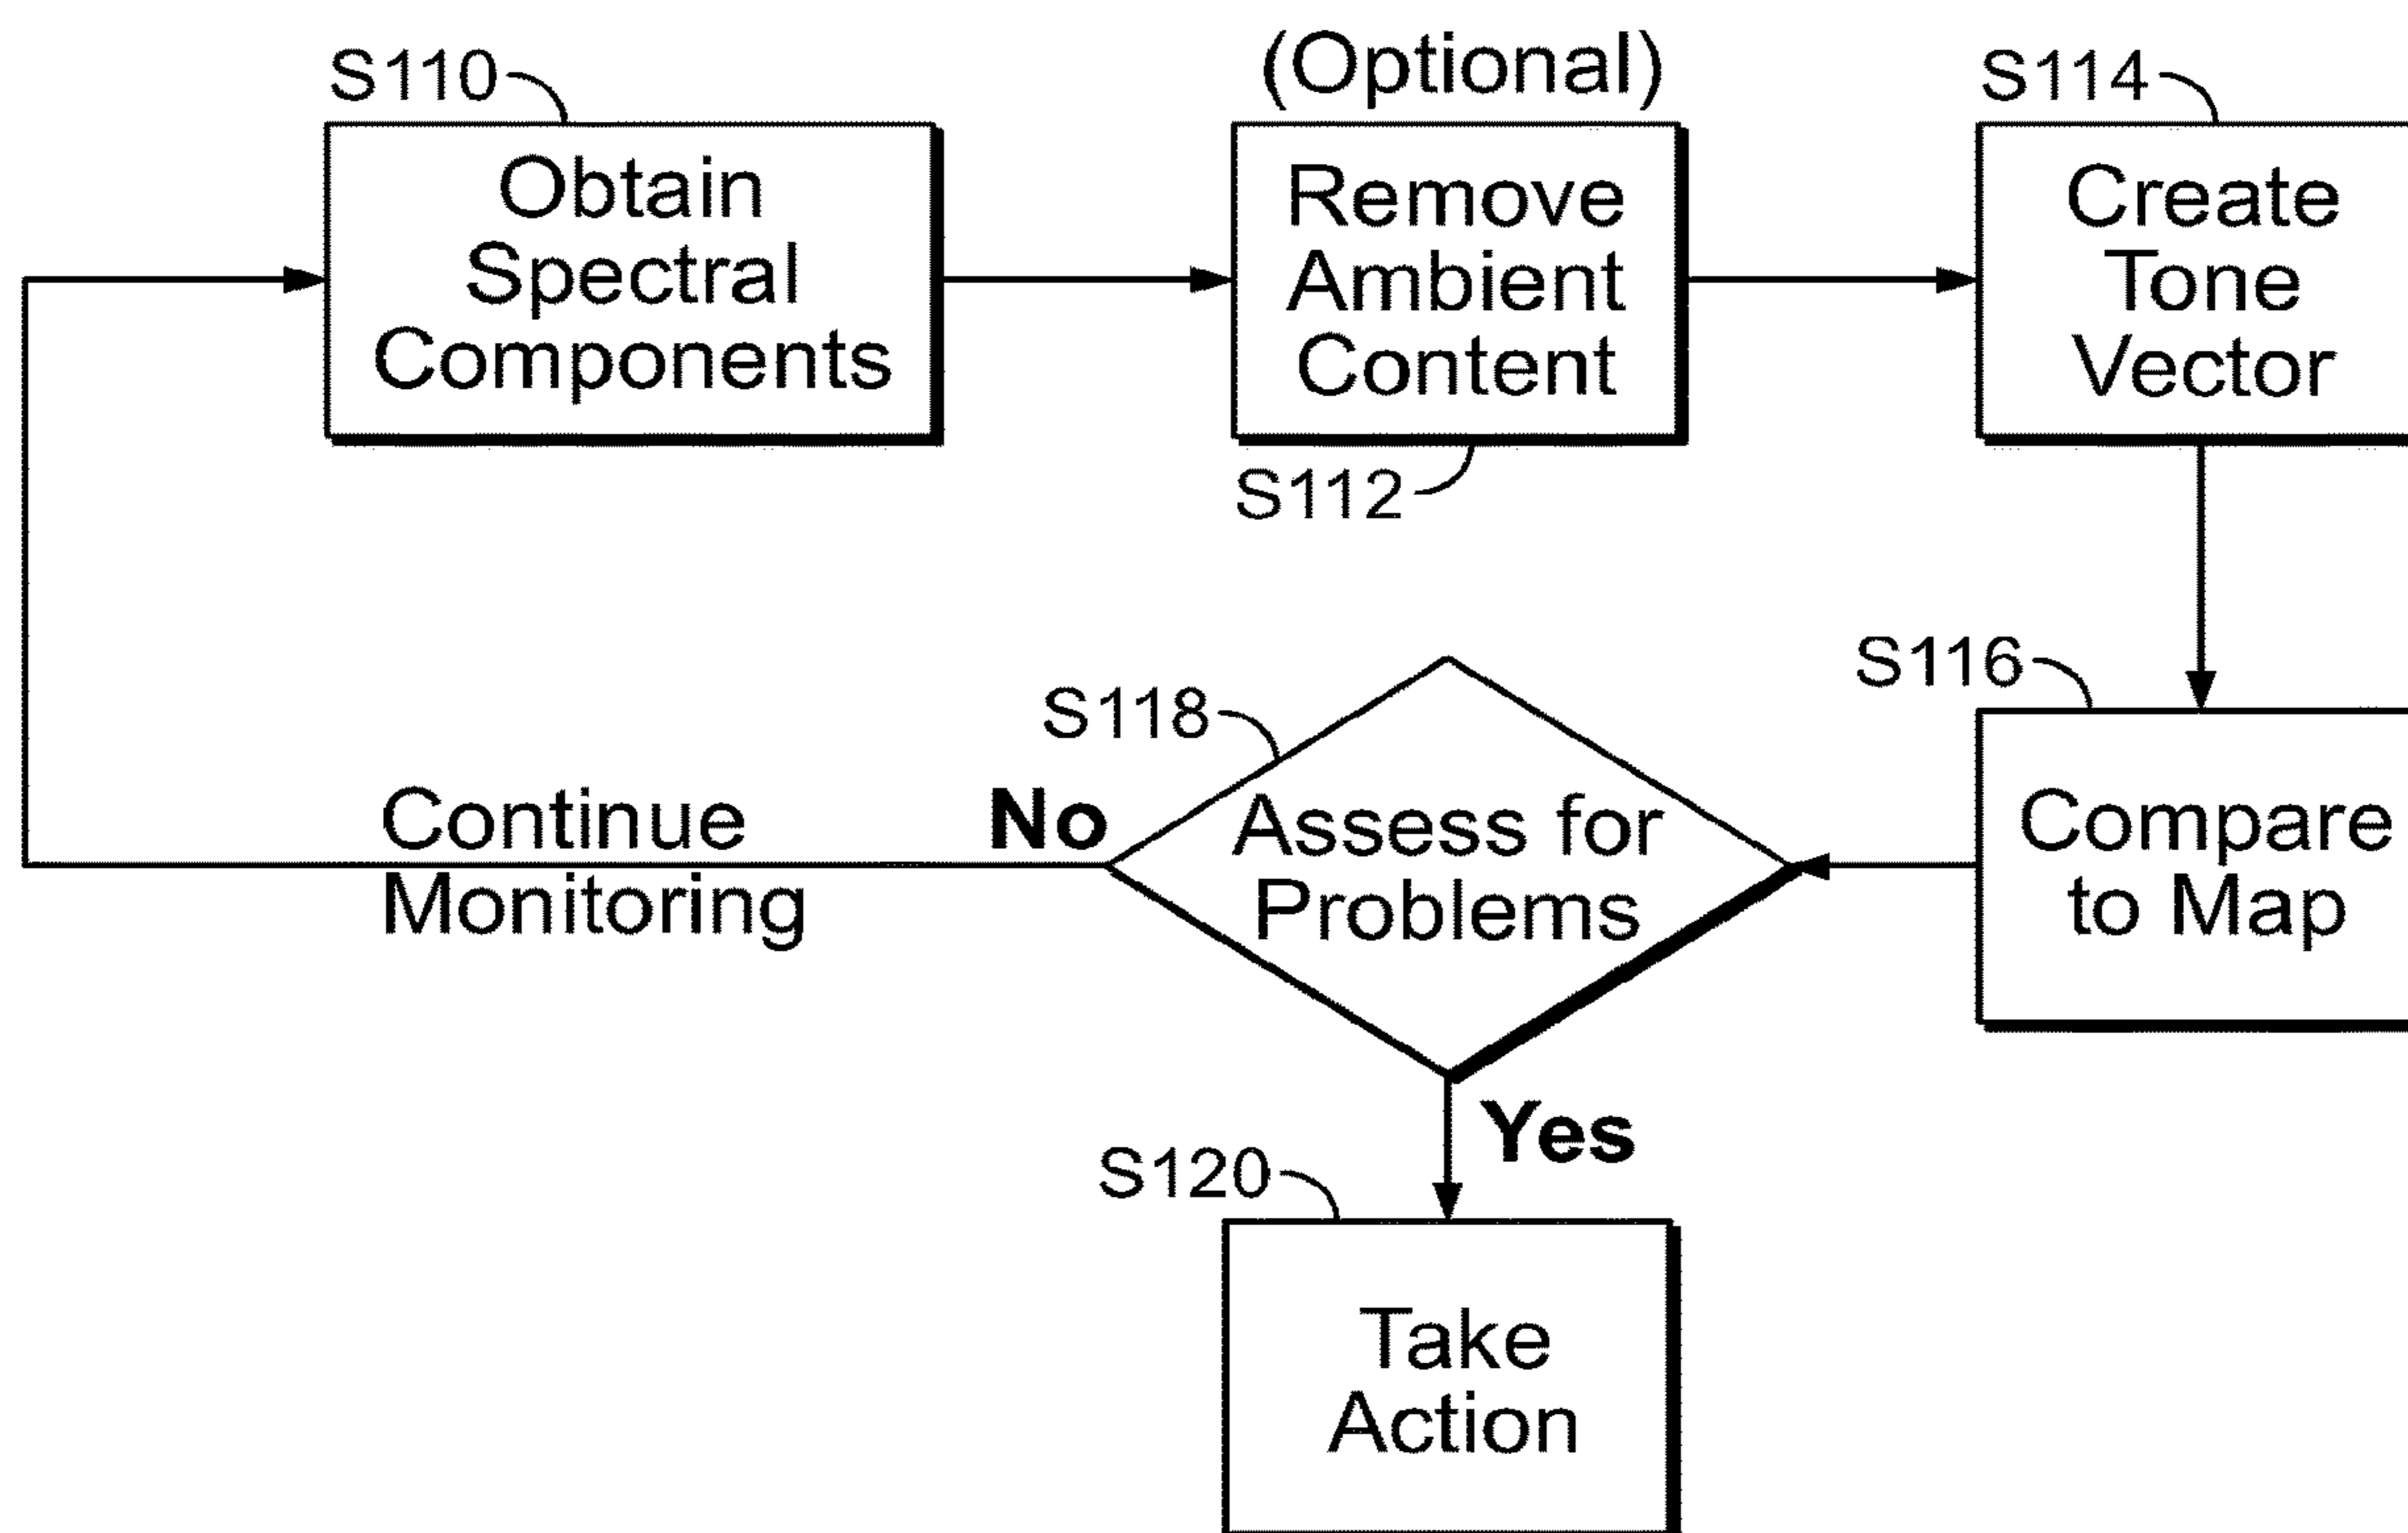 S110
Obtain
Spectral
Components
(Optional)
Remove
Ambient
Content
S112
S114
Create
Tone
Vector
S116
Compare
to Map
S118
Assess for
Problems
No
Continue
Monitoring
Yes
S120
Take
Action